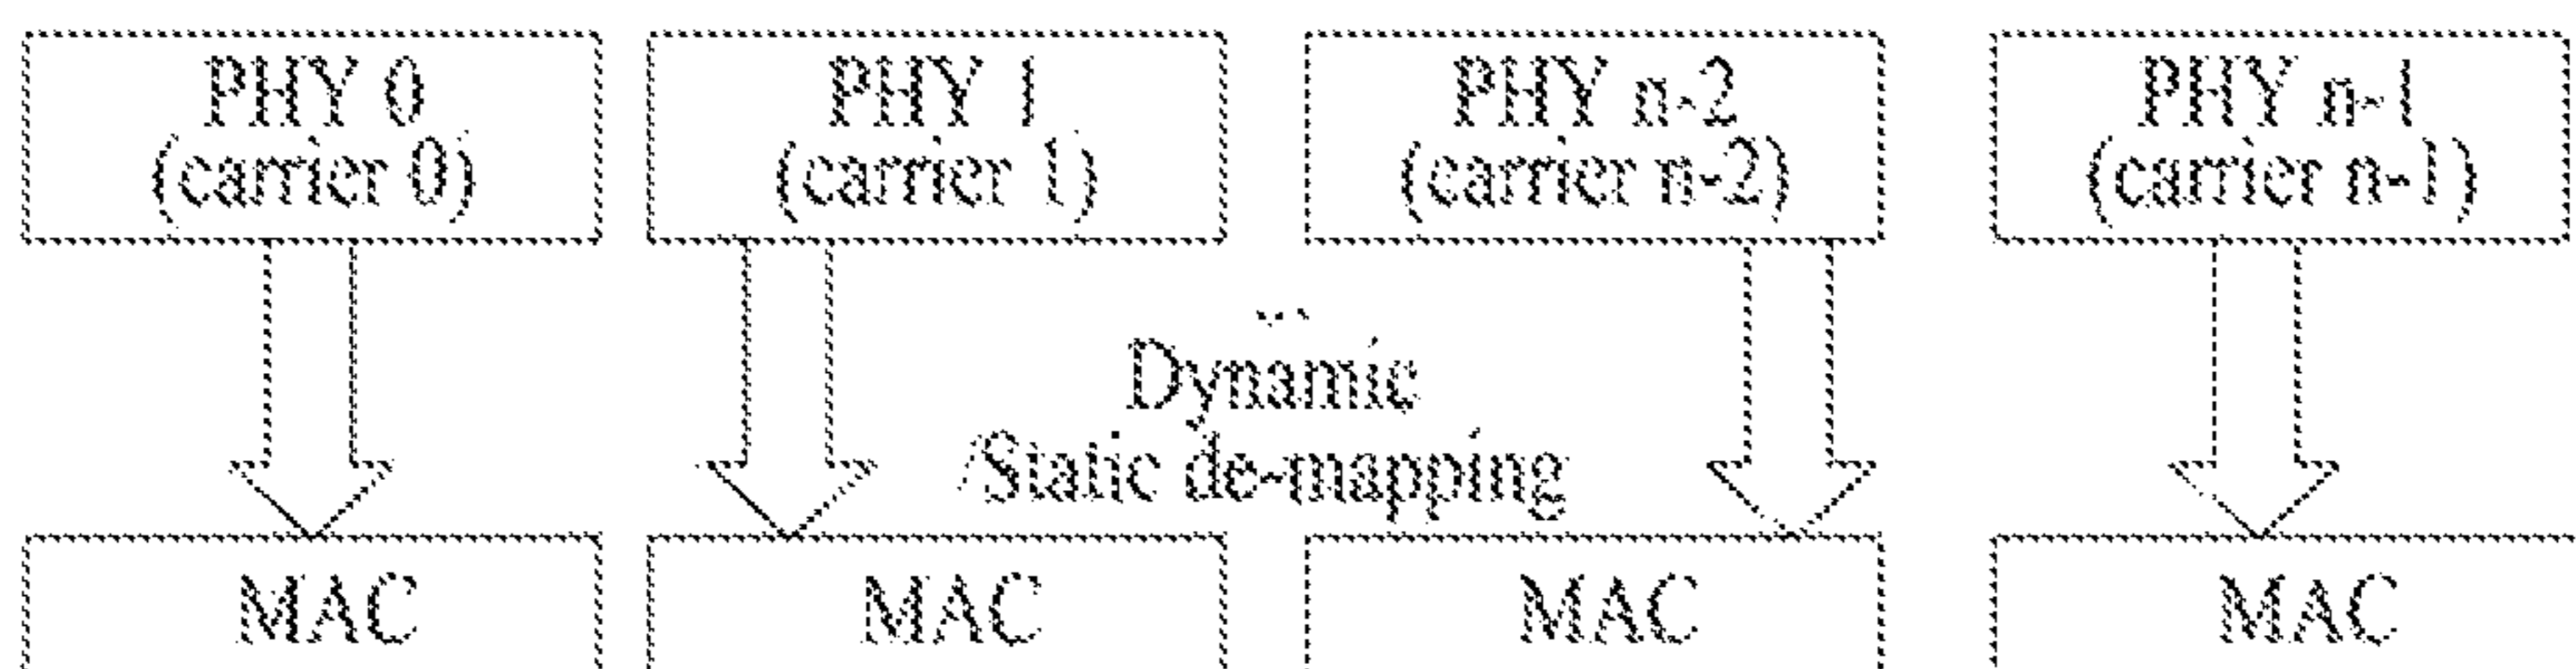 PHY 0
(carrier 0)
PHY 1
(carrier 1)
PHY n-2
(carrier n-2)
PHY n-1
(carrier n-1)
...
Dynamic
/Static de-mapping
MAC
MAC
MAC
MAC